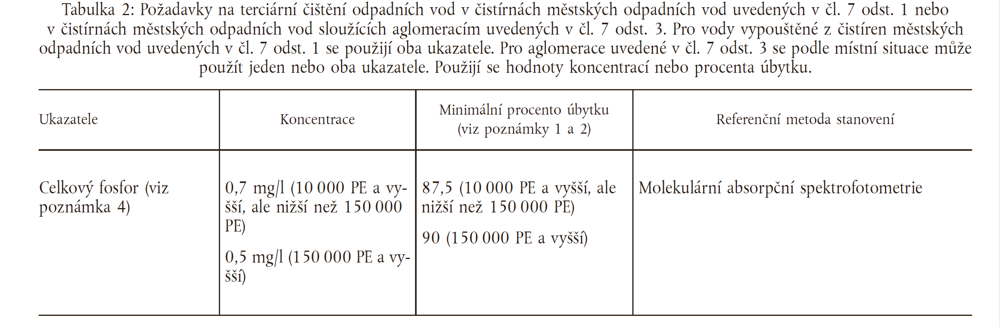 Tabulka 2: Požadavky na terciární čištění odpadních vod v čistírnách městských odpadních vod uvedených v čl. 7 odst. 1 nebo
v čistírnách městských odpadních vod sloužících aglomeracím uvedených v čl. 7 odst. 3. Pro vody vypouštěné z čistíren městských
odpadních vod uvedených v čl. 7 odst. 1 se použijí oba ukazatele. Pro aglomerace uvedené v čl. 7 odst. 3 se podle místní situace může
použít jeden nebo oba ukazatele. Použijí se hodnoty koncentrací nebo procenta úbytku.
Ukazatele
Koncentrace
Minimální procento úbytku
(viz poznámky 1 a 2)
Referenční metoda stanovení
Celkový fosfor (viz
poznámka 4)
0,7 mg/l (10 000 PE a vy-
šší, ale nižší než 150 000
PE)
0,5 mg/l (150 000 PE a vy-
šší)
87,5 (10 000 PE a vyšší, ale
nižší než 150 000 PE)
90 (150 000 PE a vyšší)
Molekulární absorpční spektrofotometrie